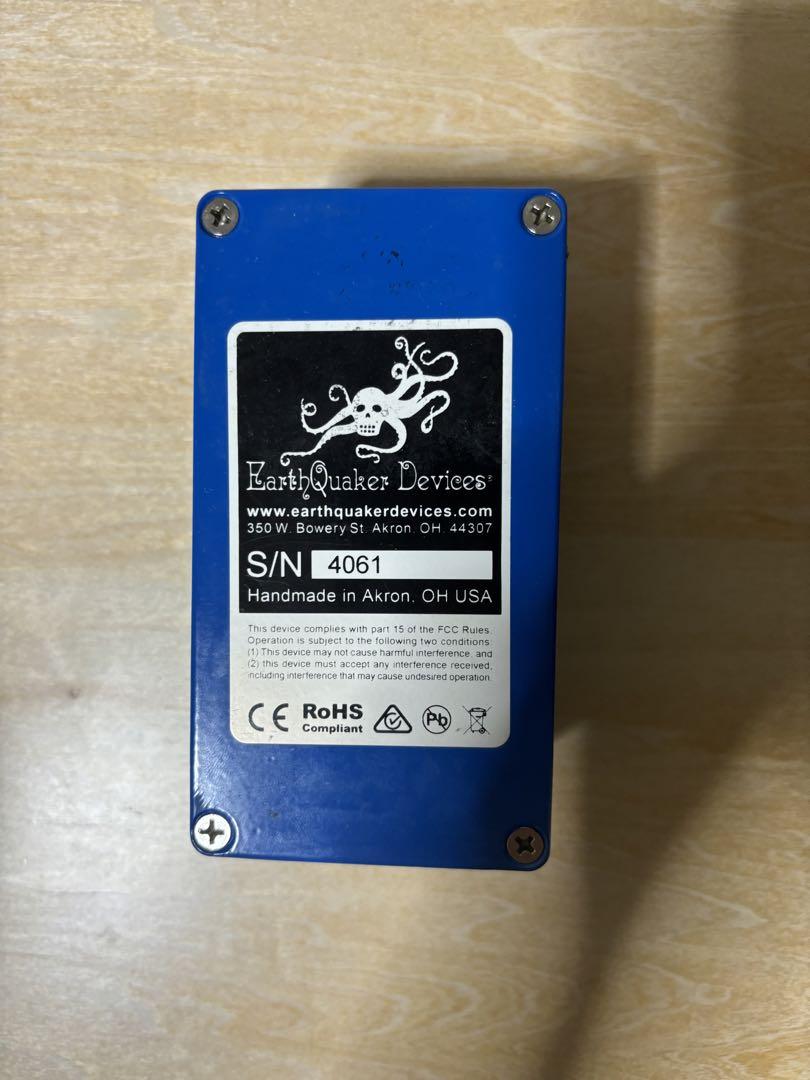 EarthQuaker Devices®
www.earthquakerdevices.com
350 W. Bowery St. Akron, OH. 44307
S/N 4061
Handmade in Akron, OH USA
This device complies with part 15 of the FCC Rules.
Operation is subject to the following two conditions:
(1) This device may not cause harmful interference, and
(2) this device must accept any interference received,
including interference that may cause undesired operation.
CE RoHS Pb
Compliant